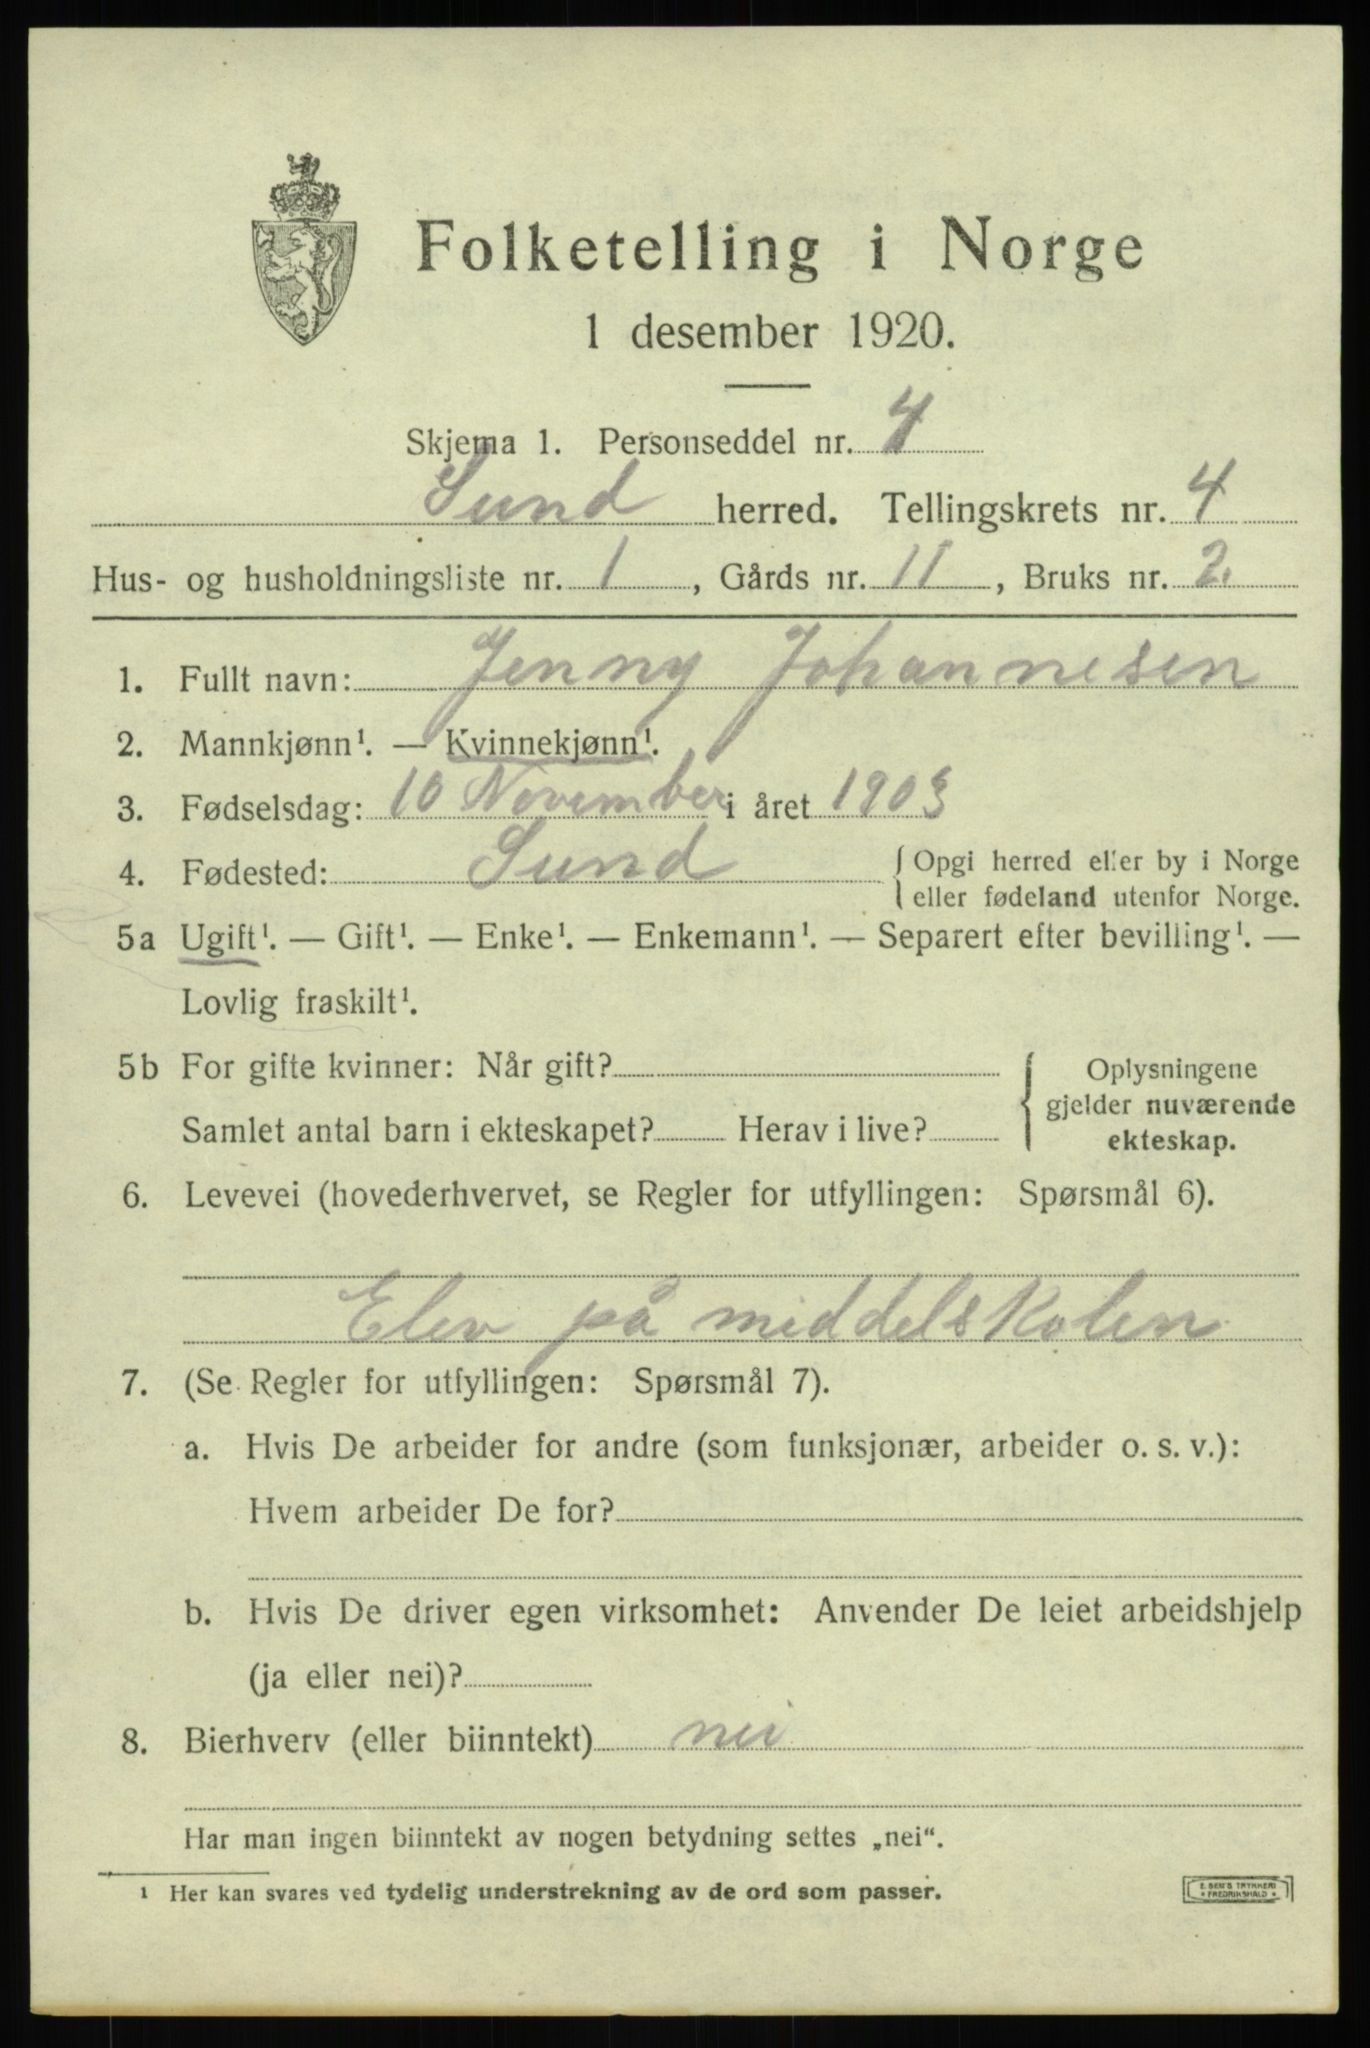 Folketelling i Norge
1 desember 1920.
Skjema 1. Personseddel nr. 4
Sund herred. Tellingskrets nr. 4
Hus- og husholdningsliste nr. 1, Gårds nr. 11, Bruks nr. 2.
1. Fullt navn: Jenny Johannesen
2. Mannkjønn¹. — Kvinnekjønn¹.
3. Fødselsdag: 10 November i året 1903
4. Fødested: Sund { Opgi herred eller by i Norge
eller fødeland utenfor Norge.
5a Ugift¹. — Gift¹. — Enke¹. — Enkemann¹. — Separert efter bevilling¹. —
Lovlig fraskilt¹.
5b For gifte kvinner: Når gift? { Oplysningene
gjelder nuværende
Samlet antal barn i ekteskapet? Herav i live?
ekteskap.
6. Levevei (hovederhvervet, se Regler for utfyllingen: Spørsmål 6).
Elev på middelskolen
7. (Se Regler for utfyllingen: Spørsmål 7).
a. Hvis De arbeider for andre (som funksjonær, arbeider o. s. v.):
Hvem arbeider De for?
b. Hvis De driver egen virksomhet: Anvender De leiet arbeidshjelp
(ja eller nei)?
8. Bierhverv (eller biinntekt) nei
Har man ingen biinntekt av nogen betydning settes „nei“.
¹ Her kan svares ved tydelig understrekning av de ord som passer.
E. SEM'S TRYKKERI
FREDRIKSHALD